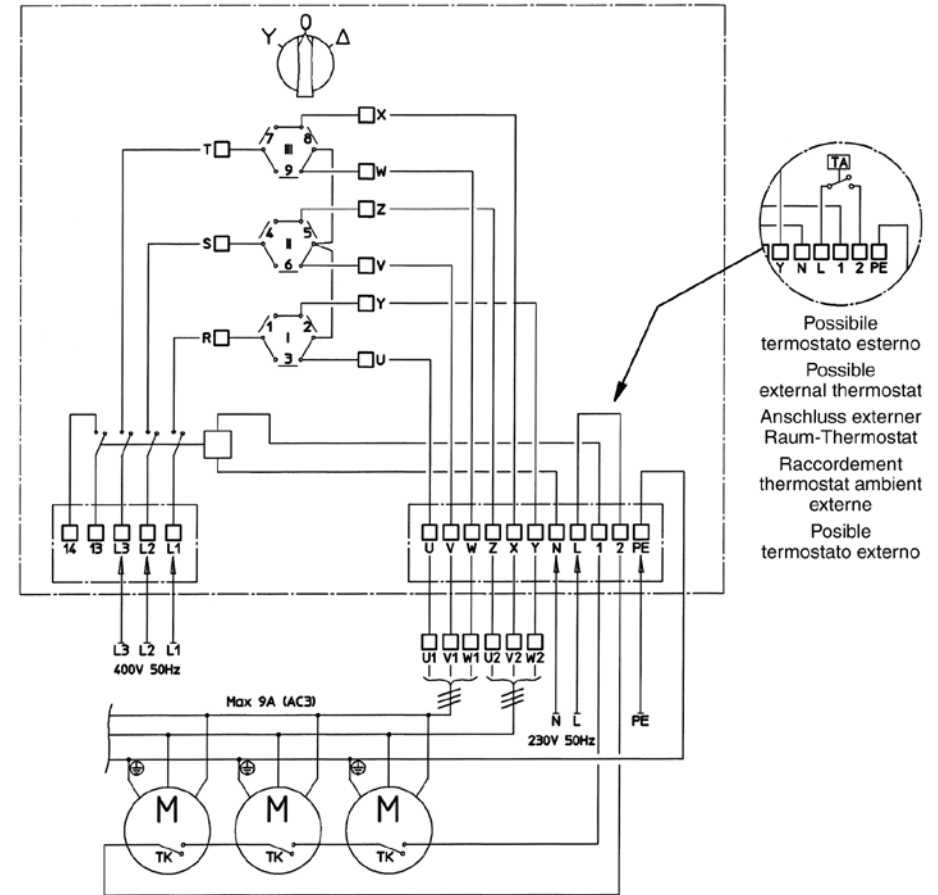 Y O Δ
X
7 8
T III
9 W
TA
Z
4 5
S II
6 V
Y N L 1 2 PE
Y
1 2
R I
3 U
Possibile
termostato esterno
Possible
external thermostat
Anschluss externer
Raum-Thermostat
Raccordement
thermostat ambient
externe
Posible
termostato externo
14 13 L3 L2 L1
U V W Z X Y N L 1 2 PE
L3 L2 L1
400V 50Hz
U1 V1 W1 U2 V2 W2
Max 9A (AC3)
N L PE
230V 50Hz
M M M
TK TK TK